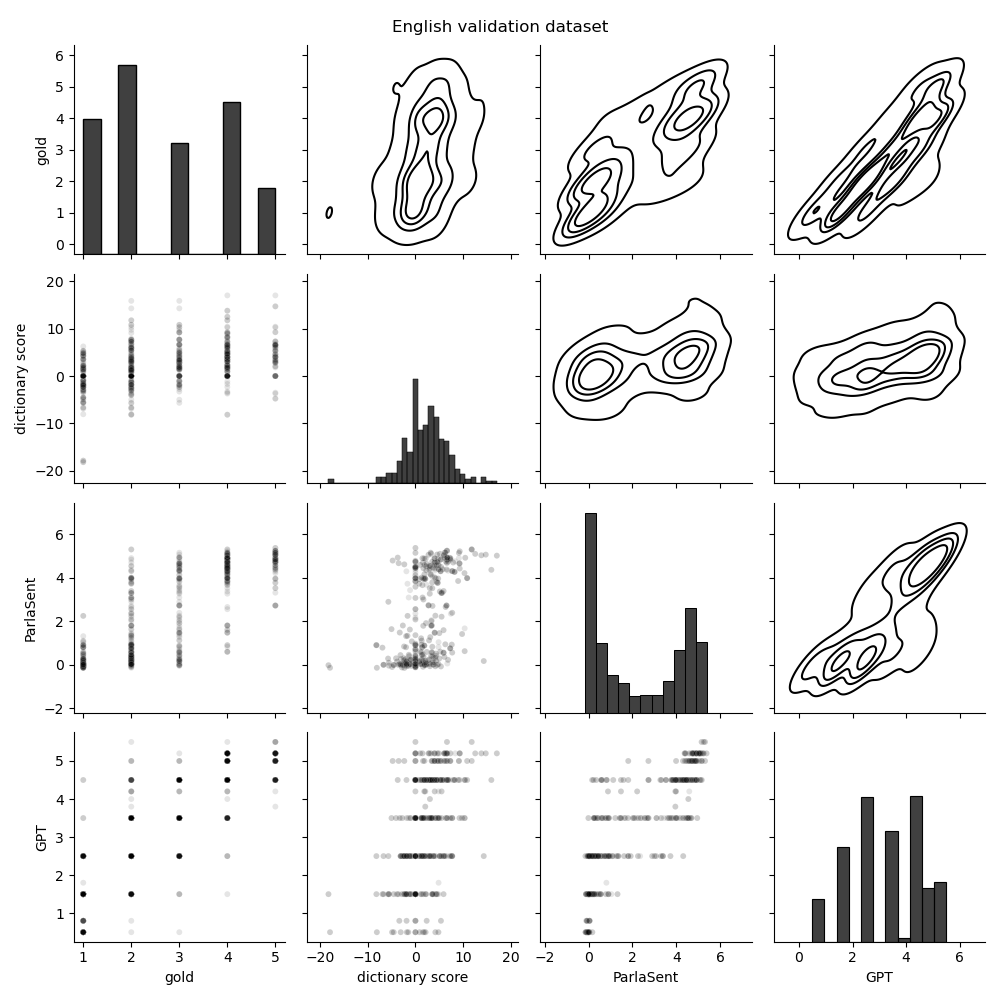 English validation dataset
gold
6
5
4
3
2
1
0
dictionary score
20
10
0
−10
−20
ParlaSent
6
4
2
0
−2
GPT
5
4
3
2
1
1 2 3 4 5
−20 −10 0 10 20
−2 0 2 4 6
0 2 4 6
gold dictionary score ParlaSent GPT